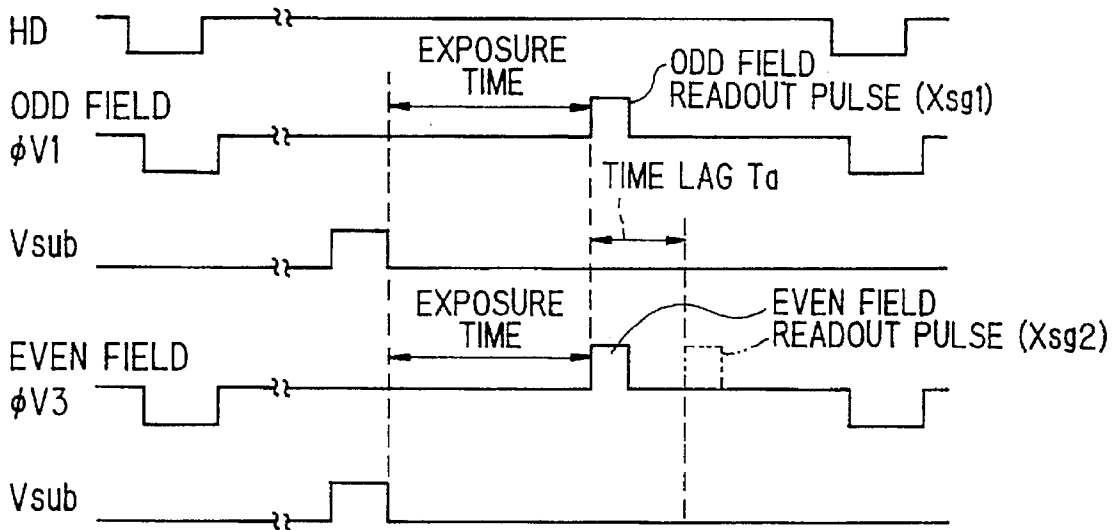 HD
EXPOSURE
TIME
ODD FIELD
READOUT PULSE (Xsg1)
ODD FIELD
φV1
TIME LAG Ta
Vsub
EXPOSURE
TIME
EVEN FIELD
READOUT PULSE (Xsg2)
EVEN FIELD
φV3
Vsub